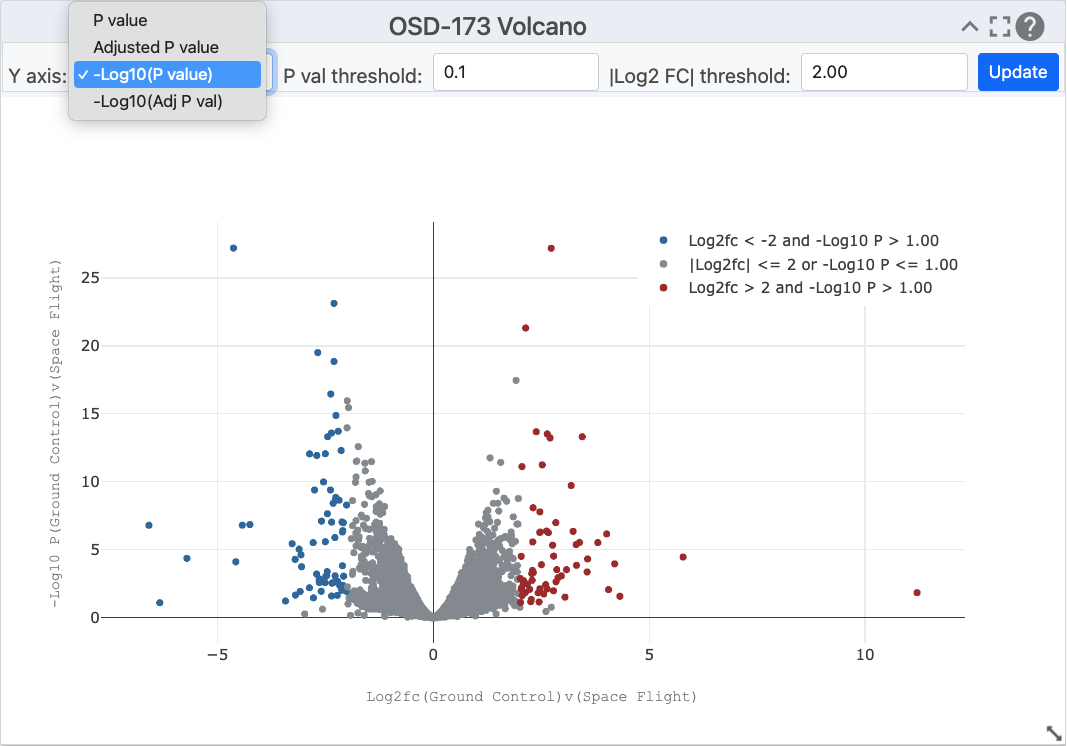 P value
OSD-173 Volcano
?
Adjusted P value
Y axis: ✓ -Log10(P value) P val threshold: 0.1 |Log2 FC| threshold: 2.00 Update
-Log10(Adj P val)
Log2fc < -2 and -Log10 P > 1.00
|Log2fc| <= 2 or -Log10 P <= 1.00
Log2fc > 2 and -Log10 P > 1.00
-Log10 P(Ground Control)v(Space Flight)
25
20
15
10
5
0
−5 0 5 10
Log2fc(Ground Control)v(Space Flight)